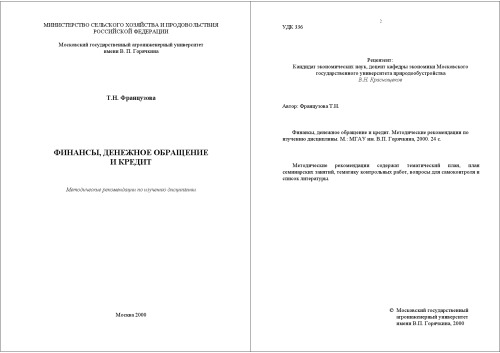 МИНИСТЕРСТВО СЕЛЬСКОГО ХОЗЯЙСТВА И ПРОДОВОЛЬСТВИЯ
РОССИЙСКОЙ ФЕДЕРАЦИИ
Московский государственный агроинженерный университет
имени В. П. Горячкина
Т.Н. Французова
ФИНАНСЫ, ДЕНЕЖНОЕ ОБРАЩЕНИЕ
И КРЕДИТ
Методические рекомендации по изучению дисциплины
Москва 2000
2
УДК 336
Рецензент:
Кандидат экономических наук, доцент кафедры экономики Московского
государственного университета природообустройства
В.Н. Краснощеков
Автор: Французова Т.Н.
Финансы, денежное обращение и кредит. Методические рекомендации по
изучению дисциплины. М.: МГАУ им. В.П. Горячкина, 2000. 24 с.
Методические рекомендации содержат тематический план, план
семинарских занятий, тематику контрольных работ, вопросы для самоконтроля и
список литературы.
© Московский государственный
агроинженерный университет
имени В.П. Горячкина, 2000